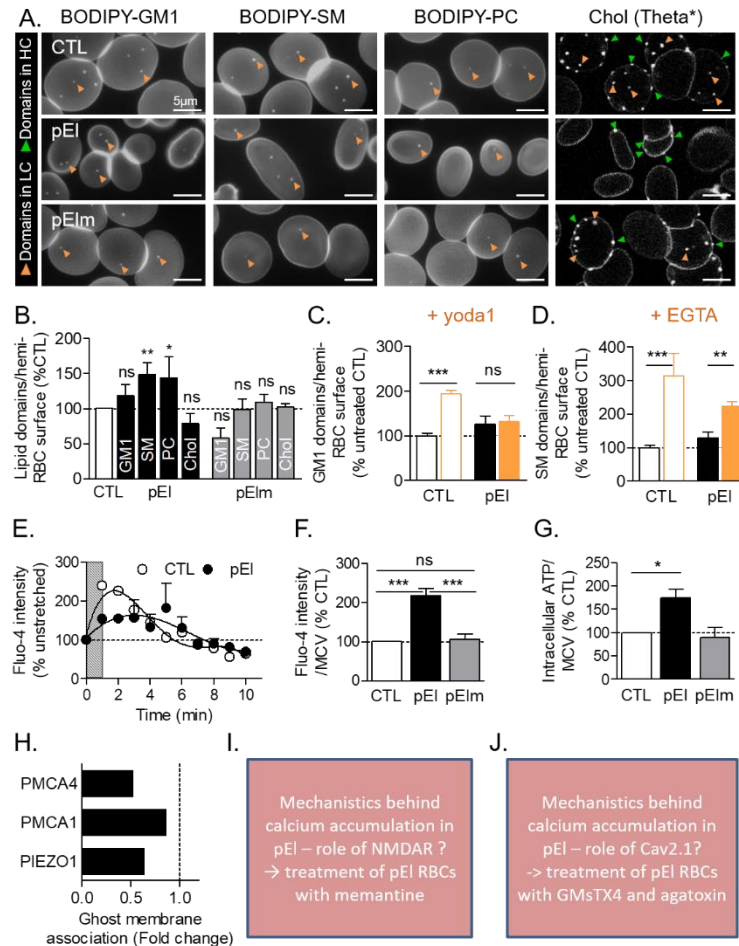 A.
BODIPY-GM1
BODIPY-SM
BODIPY-PC
Chol (Theta*)
Domains in LC
Domains in HC
CTL
5μm
pEl
pElm
B.
Lipid domains/hemi-
RBC surface (%CTL)
200
150
100
50
0
ns
**
*
ns
ns
ns
ns
ns
GM1
SM
PC
Chol
GM1
SM
PC
Chol
CTL
pEl
pElm
C.
+ yoda1
GM1 domains/hemi-
RBC surface
(% untreated CTL)
300
200
100
0
***
ns
CTL
pEl
D.
+ EGTA
SM domains/hemi-
RBC surface
(% untreated CTL)
400
300
200
100
0
***
**
CTL
pEl
E.
Fluo-4 intensity
(% unstretched)
300
200
100
0
CTL
pEl
0 2 4 6 8 10
Time (min)
F.
Fluo-4 intensity
/MCV (% CTL)
300
200
100
0
ns
*** ***
CTL
pEl
pElm
G.
Intracellular ATP/
MCV (% CTL)
250
200
150
100
50
0
*
CTL
pEl
pElm
H.
PMCA4
PMCA1
PIEZO1
0.0 0.5 1.0
Ghost membrane
association (Fold change)
I.
Mechanistics behind
calcium accumulation in
pEl – role of NMDAR ?
→ treatment of pEl RBCs
with memantine
J.
Mechanistics behind
calcium accumulation in
pEl – role of Cav2.1?
-> treatment of pEl RBCs
with GMsTX4 and agatoxin